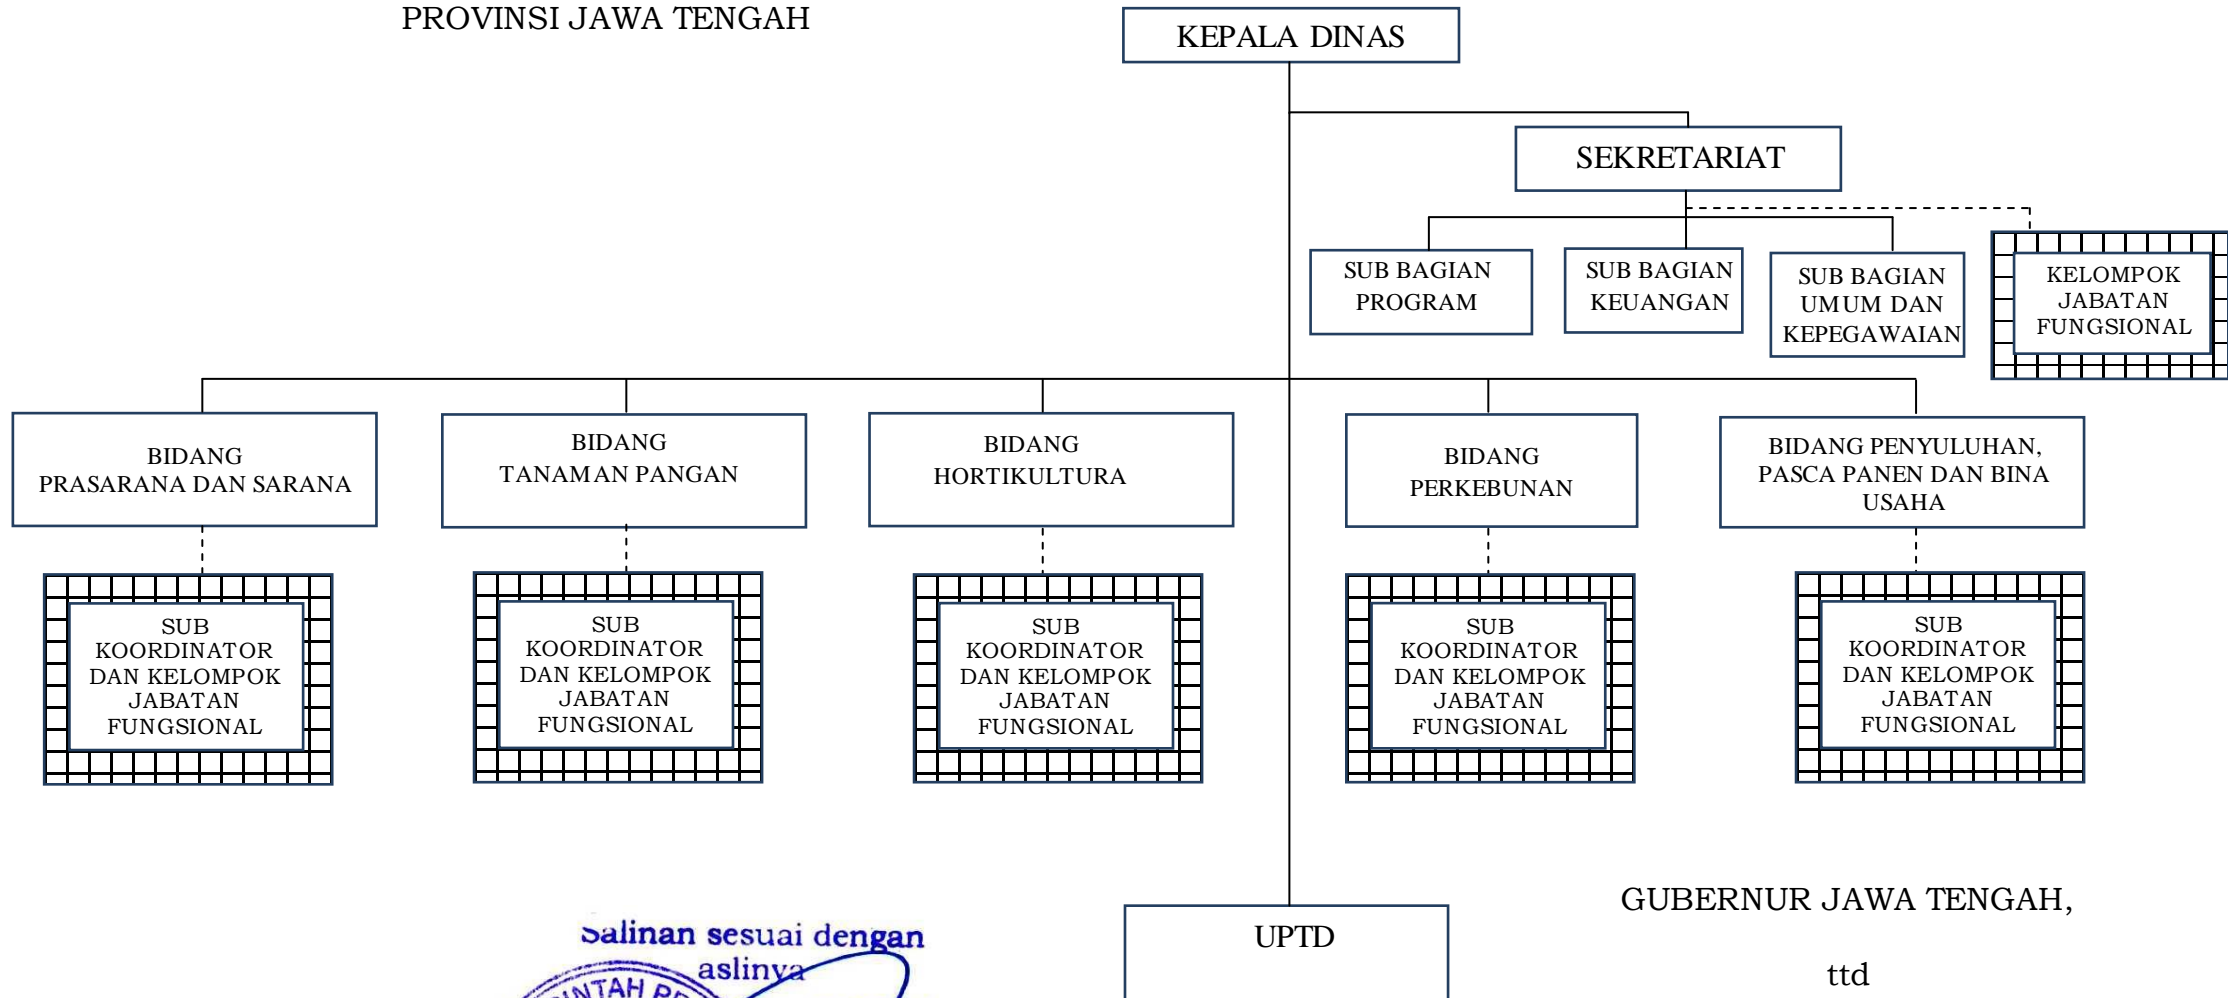 PROVINSI JAWA TENGAH
KEPALA DINAS
SEKRETARIAT
SUB BAGIAN
PROGRAM
SUB BAGIAN
KEUANGAN
SUB BAGIAN
UMUM DAN
KEPEGAWAIAN
KELOMPOK
JABATAN
FUNGSIONAL
BIDANG
PRASARANA DAN SARANA
BIDANG
TANAMAN PANGAN
BIDANG
HORTIKULTURA
BIDANG
PERKEBUNAN
BIDANG PENYULUHAN,
PASCA PANEN DAN BINA
USAHA
SUB
KOORDINATOR
DAN KELOMPOK
JABATAN
FUNGSIONAL
SUB
KOORDINATOR
DAN KELOMPOK
JABATAN
FUNGSIONAL
SUB
KOORDINATOR
DAN KELOMPOK
JABATAN
FUNGSIONAL
SUB
KOORDINATOR
DAN KELOMPOK
JABATAN
FUNGSIONAL
SUB
KOORDINATOR
DAN KELOMPOK
JABATAN
FUNGSIONAL
Salinan sesuai dengan
aslinya
UPTD
GUBERNUR JAWA TENGAH,
ttd